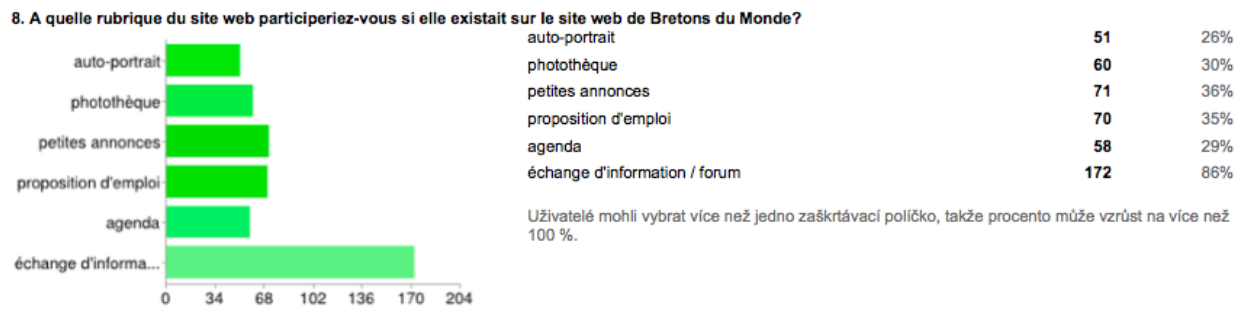 8. A quelle rubrique du site web participeriez-vous si elle existait sur le site web de Bretons du Monde?
auto-portrait
photothèque
petites annonces
proposition d'emploi
agenda
échange d'informa...
0 34 68 102 136 170 204
auto-portrait 51 26%
photothèque 60 30%
petites annonces 71 36%
proposition d'emploi 70 35%
agenda 58 29%
échange d'information / forum 172 86%
Uživatelé mohli vybrat více než jedno zaškrtávací políčko, takže procento může vzrůst na více než
100 %.